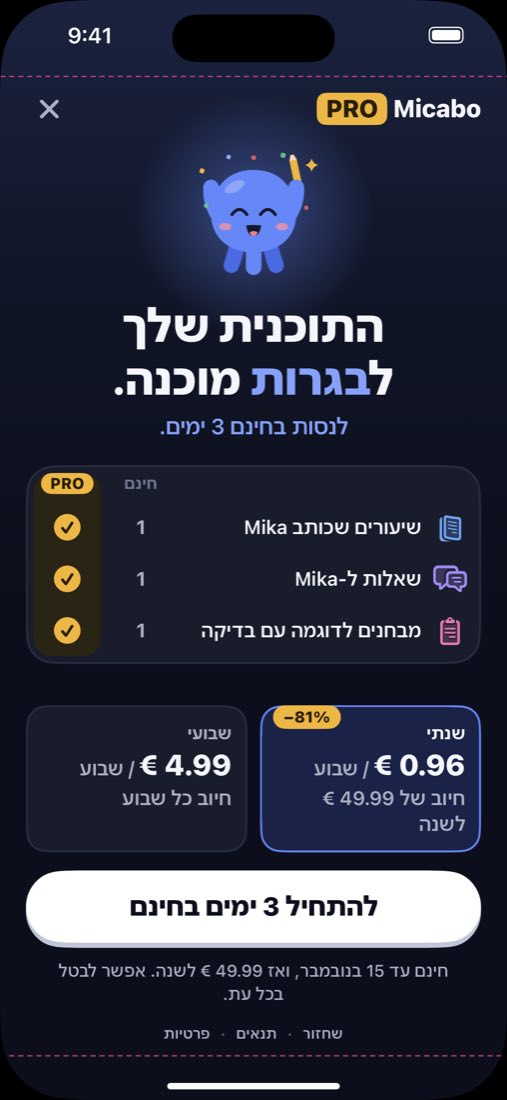 9:41
Micabo PRO
התוכנית שלך
לבגרות מוכנה.
לנסות בחינם 3 ימים.
חינם PRO
שיעורים שכותב Mika 1
שאלות ל-Mika 1
מבחנים לדוגמה עם בדיקה 1
−81%
שנתי
0.96 € / שבוע
חיוב של 49.99 €
לשנה
שבועי
4.99 € / שבוע
חיוב כל שבוע
להתחיל 3 ימים בחינם
חינם עד 15 בנובמבר, ואז 49.99 € לשנה. אפשר לבטל
בכל עת.
שחזור · תנאים · פרטיות